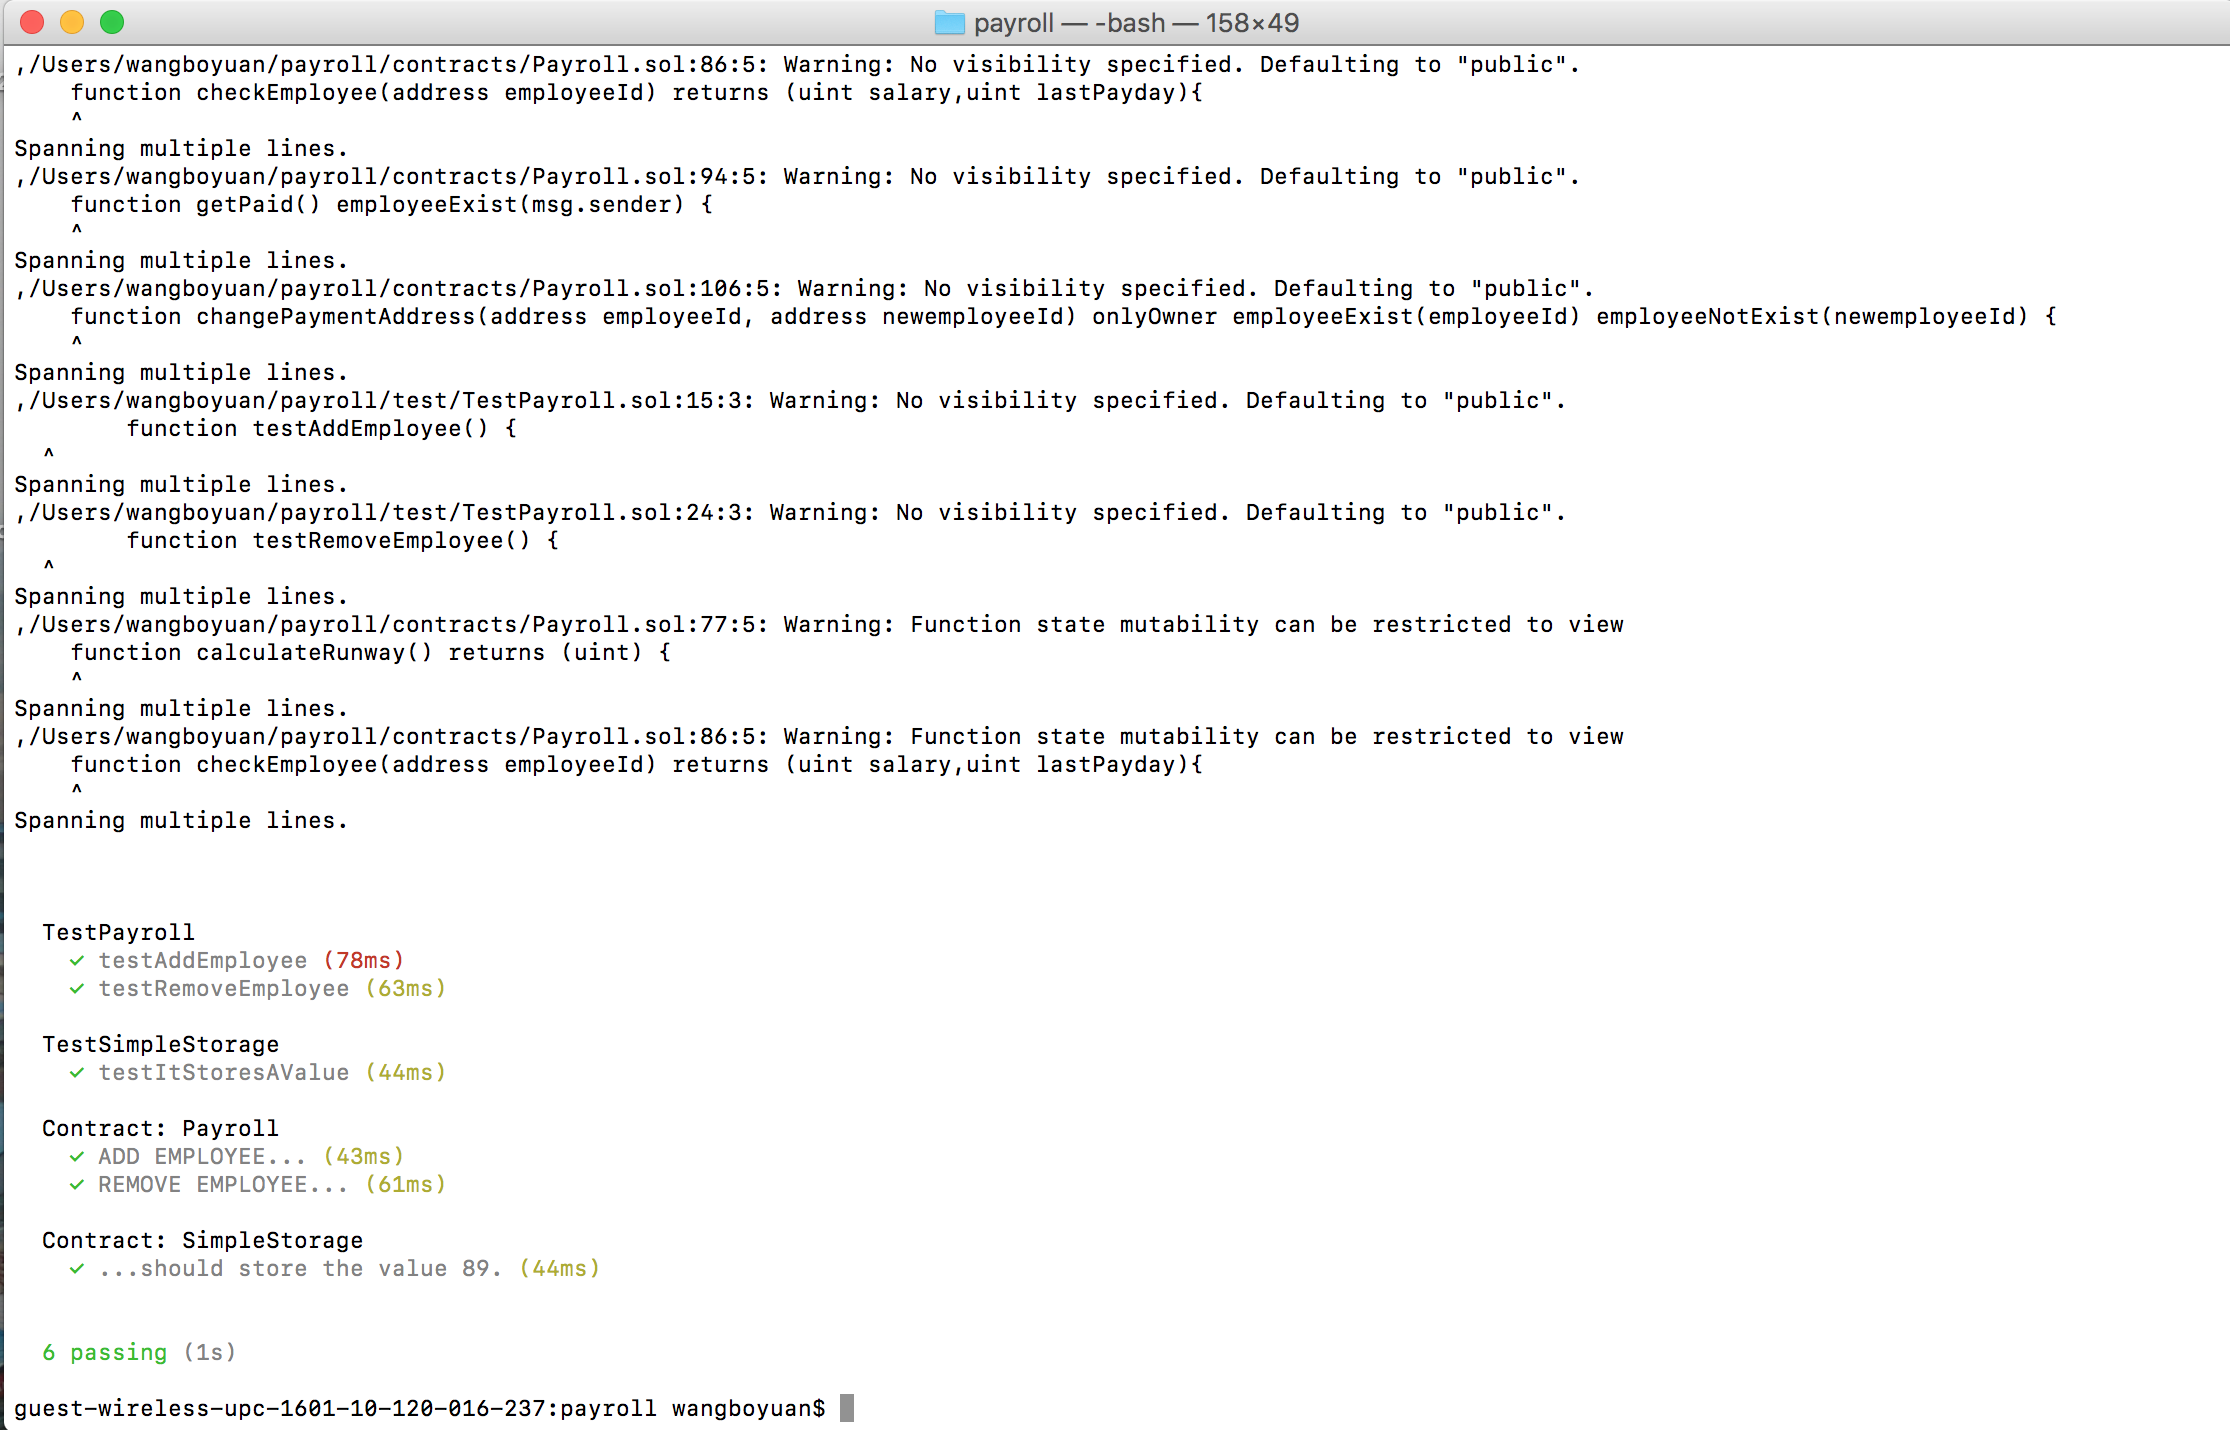 payroll — -bash — 158×49
,/Users/wangboyuan/payroll/contracts/Payroll.sol:86:5: Warning: No visibility specified. Defaulting to "public".
    function checkEmployee(address employeeId) returns (uint salary,uint lastPayday){
    ^
Spanning multiple lines.
,/Users/wangboyuan/payroll/contracts/Payroll.sol:94:5: Warning: No visibility specified. Defaulting to "public".
    function getPaid() employeeExist(msg.sender) {
    ^
Spanning multiple lines.
,/Users/wangboyuan/payroll/contracts/Payroll.sol:106:5: Warning: No visibility specified. Defaulting to "public".
    function changePaymentAddress(address employeeId, address newemployeeId) onlyOwner employeeExist(employeeId) employeeNotExist(newemployeeId) {
    ^
Spanning multiple lines.
,/Users/wangboyuan/payroll/test/TestPayroll.sol:15:3: Warning: No visibility specified. Defaulting to "public".
        function testAddEmployee() {
  ^
Spanning multiple lines.
,/Users/wangboyuan/payroll/test/TestPayroll.sol:24:3: Warning: No visibility specified. Defaulting to "public".
        function testRemoveEmployee() {
  ^
Spanning multiple lines.
,/Users/wangboyuan/payroll/contracts/Payroll.sol:77:5: Warning: Function state mutability can be restricted to view
    function calculateRunway() returns (uint) {
    ^
Spanning multiple lines.
,/Users/wangboyuan/payroll/contracts/Payroll.sol:86:5: Warning: Function state mutability can be restricted to view
    function checkEmployee(address employeeId) returns (uint salary,uint lastPayday){
    ^
Spanning multiple lines.
  TestPayroll
    ✓ testAddEmployee (78ms)
    ✓ testRemoveEmployee (63ms)
  TestSimpleStorage
    ✓ testItStoresAValue (44ms)
  Contract: Payroll
    ✓ ADD EMPLOYEE... (43ms)
    ✓ REMOVE EMPLOYEE... (61ms)
  Contract: SimpleStorage
    ✓ ...should store the value 89. (44ms)
  6 passing (1s)
guest-wireless-upc-1601-10-120-016-237:payroll wangboyuan$